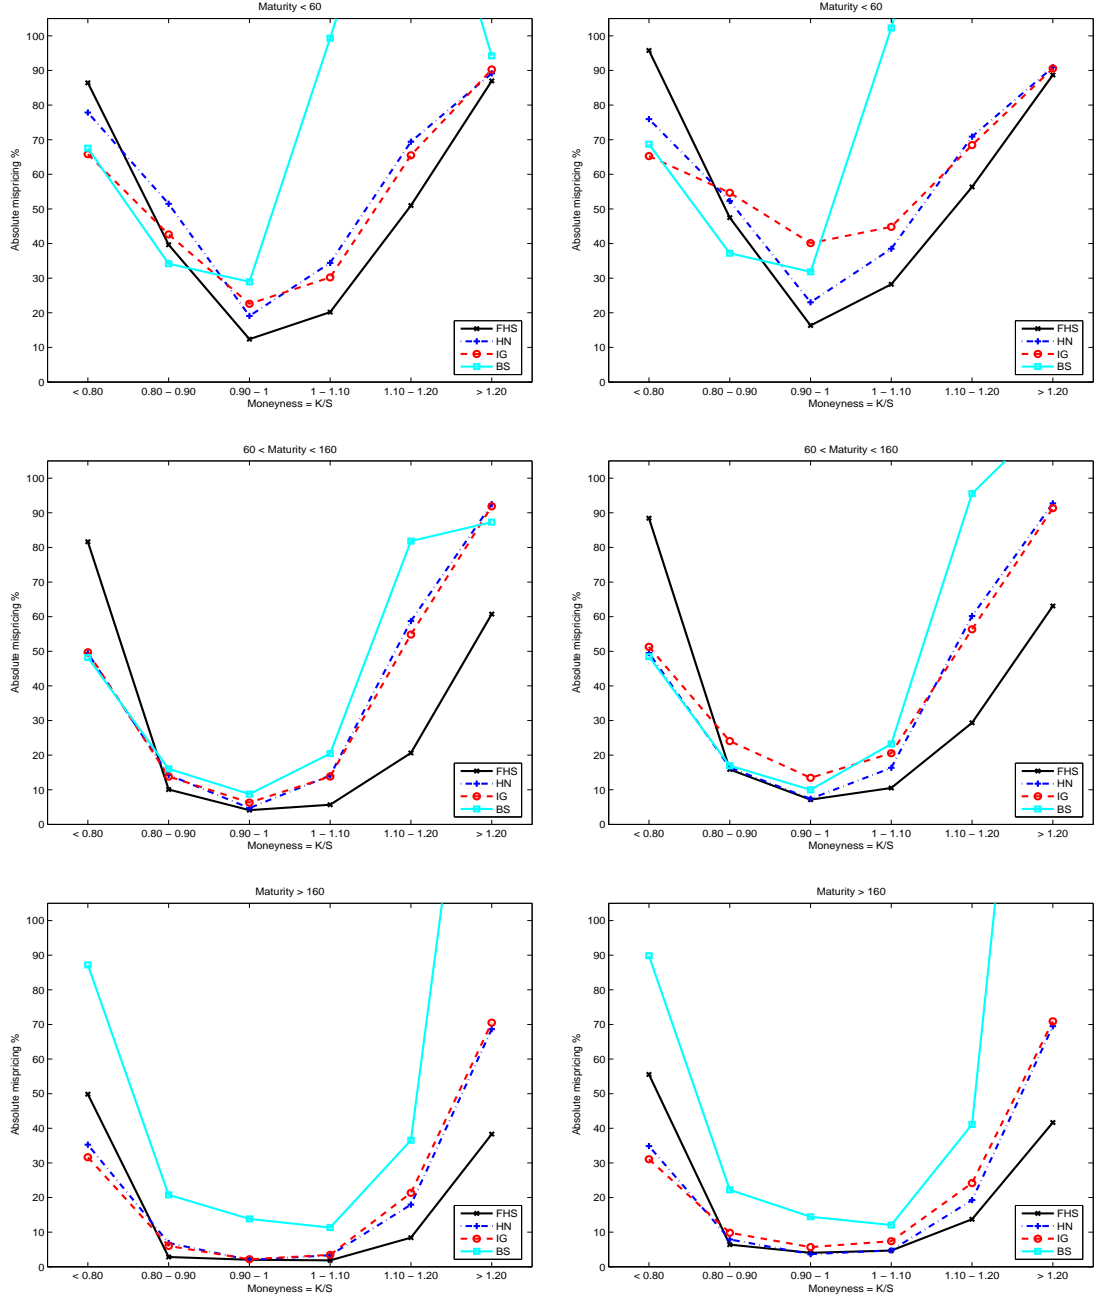 Maturity < 60
Absolute mispricing %
100
90
80
70
60
50
40
30
20
10
0
< 0.80
0.80 − 0.90
0.90 − 1
1 − 1.10
1.10 − 1.20
> 1.20
Moneyness = K/S
FHS
HN
IG
BS
Maturity < 60
Absolute mispricing %
100
90
80
70
60
50
40
30
20
10
0
< 0.80
0.80 − 0.90
0.90 − 1
1 − 1.10
1.10 − 1.20
> 1.20
Moneyness = K/S
FHS
HN
IG
BS
60 < Maturity < 160
Absolute mispricing %
100
90
80
70
60
50
40
30
20
10
0
< 0.80
0.80 − 0.90
0.90 − 1
1 − 1.10
1.10 − 1.20
> 1.20
Moneyness = K/S
FHS
HN
IG
BS
60 < Maturity < 160
Absolute mispricing %
100
90
80
70
60
50
40
30
20
10
0
< 0.80
0.80 − 0.90
0.90 − 1
1 − 1.10
1.10 − 1.20
> 1.20
Moneyness = K/S
FHS
HN
IG
BS
Maturity > 160
Absolute mispricing %
100
90
80
70
60
50
40
30
20
10
0
< 0.80
0.80 − 0.90
0.90 − 1
1 − 1.10
1.10 − 1.20
> 1.20
Moneyness = K/S
FHS
HN
IG
BS
Maturity > 160
Absolute mispricing %
100
90
80
70
60
50
40
30
20
10
0
< 0.80
0.80 − 0.90
0.90 − 1
1 − 1.10
1.10 − 1.20
> 1.20
Moneyness = K/S
FHS
HN
IG
BS